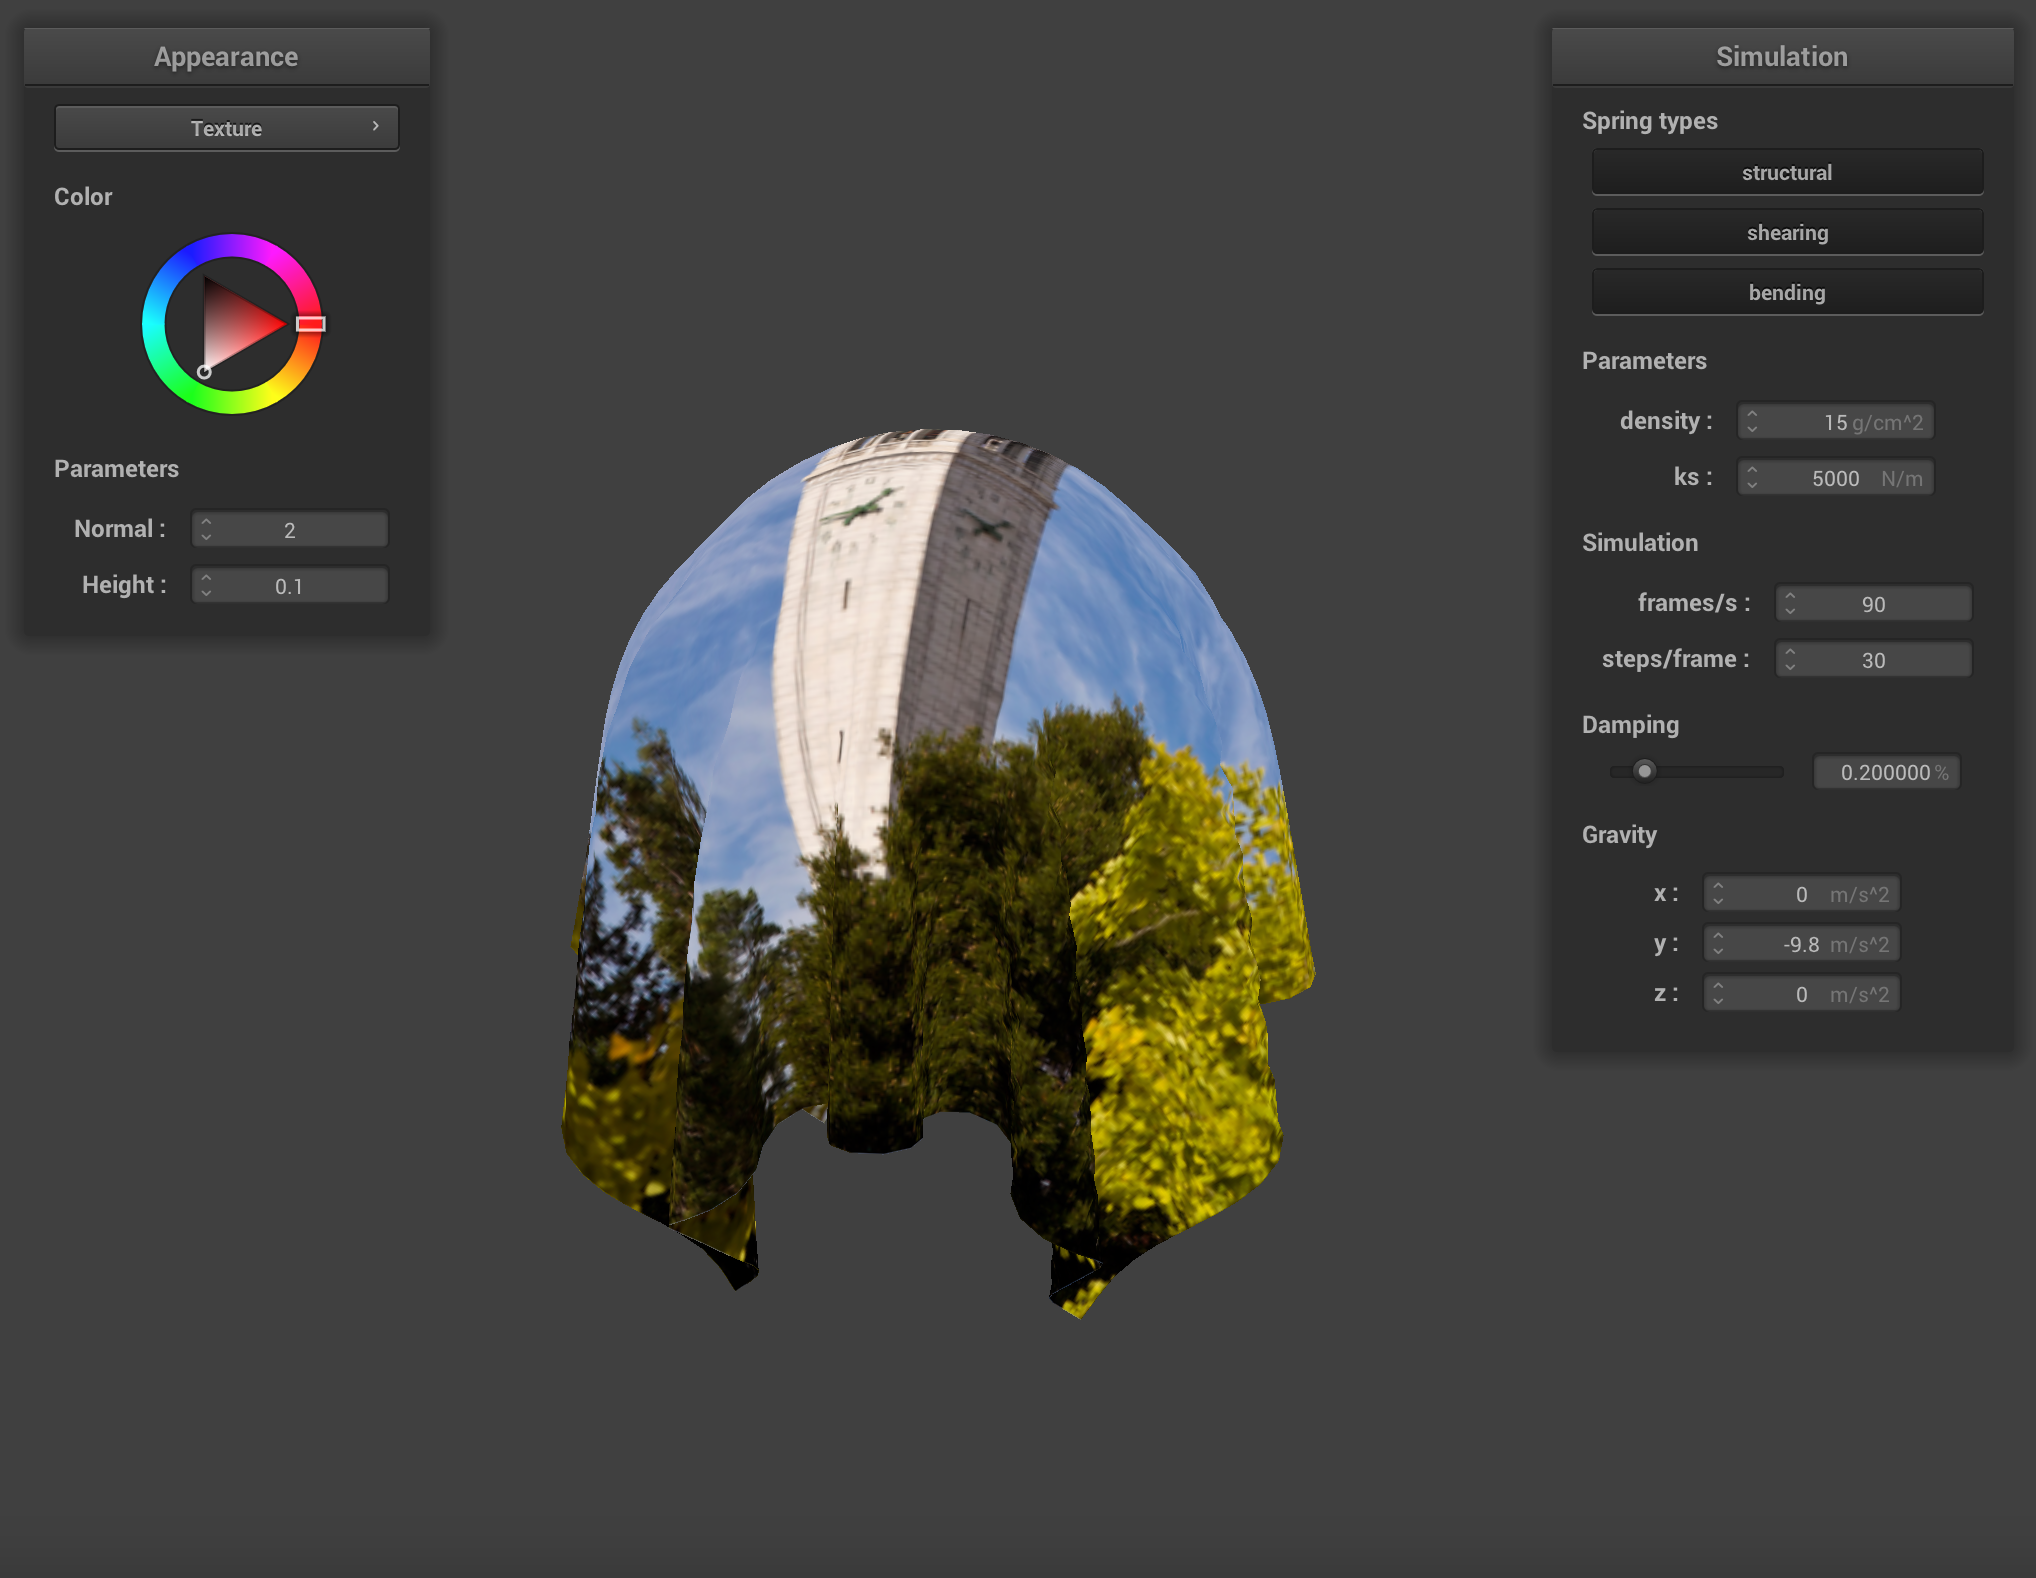 Appearance
Texture
Color
Parameters
Normal : 2
Height : 0.1
Simulation
Spring types
structural
shearing
bending
Parameters
density : 15 g/cm^2
ks : 5000 N/m
Simulation
frames/s : 90
steps/frame : 30
Damping
0.200000 %
Gravity
x : 0 m/s^2
y : -9.8 m/s^2
z : 0 m/s^2